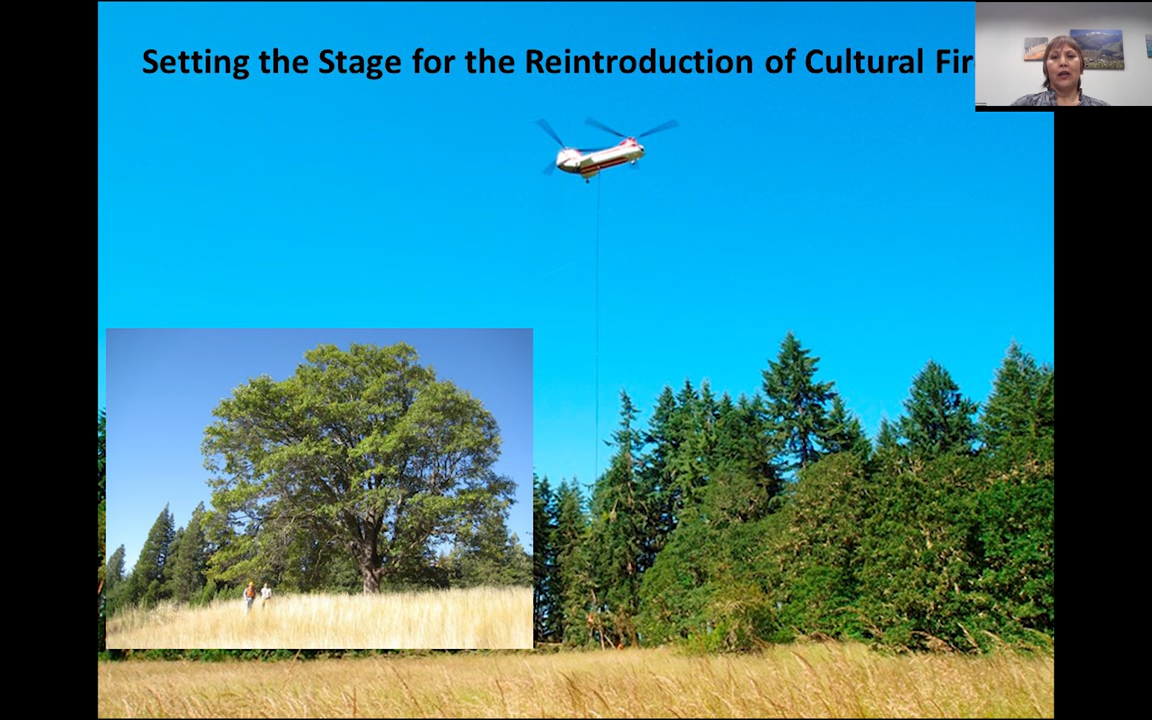 Setting the Stage for the Reintroduction of Cultural Fir